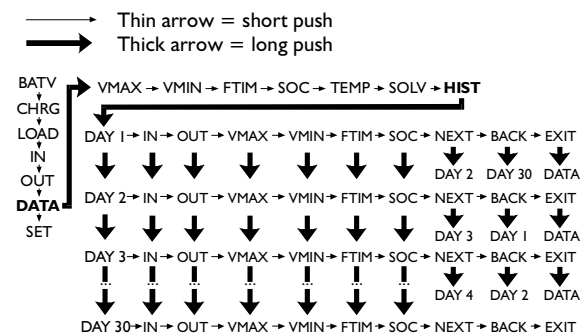 Thin arrow = short push
Thick arrow = long push
BATV
CHRG
LOAD
IN
OUT
DATA
SET
VMAX VMIN FTIM SOC TEMP SOLV HIST
DAY 1 IN OUT VMAX VMIN FTIM SOC NEXT BACK EXIT
DAY 2 DAY 30 DATA
DAY 2 IN OUT VMAX VMIN FTIM SOC NEXT BACK EXIT
DAY 3 DAY 1 DATA
DAY 3 IN OUT VMAX VMIN FTIM SOC NEXT BACK EXIT
DAY 4 DAY 2 DATA
DAY 30 IN OUT VMAX VMIN FTIM SOC NEXT BACK EXIT